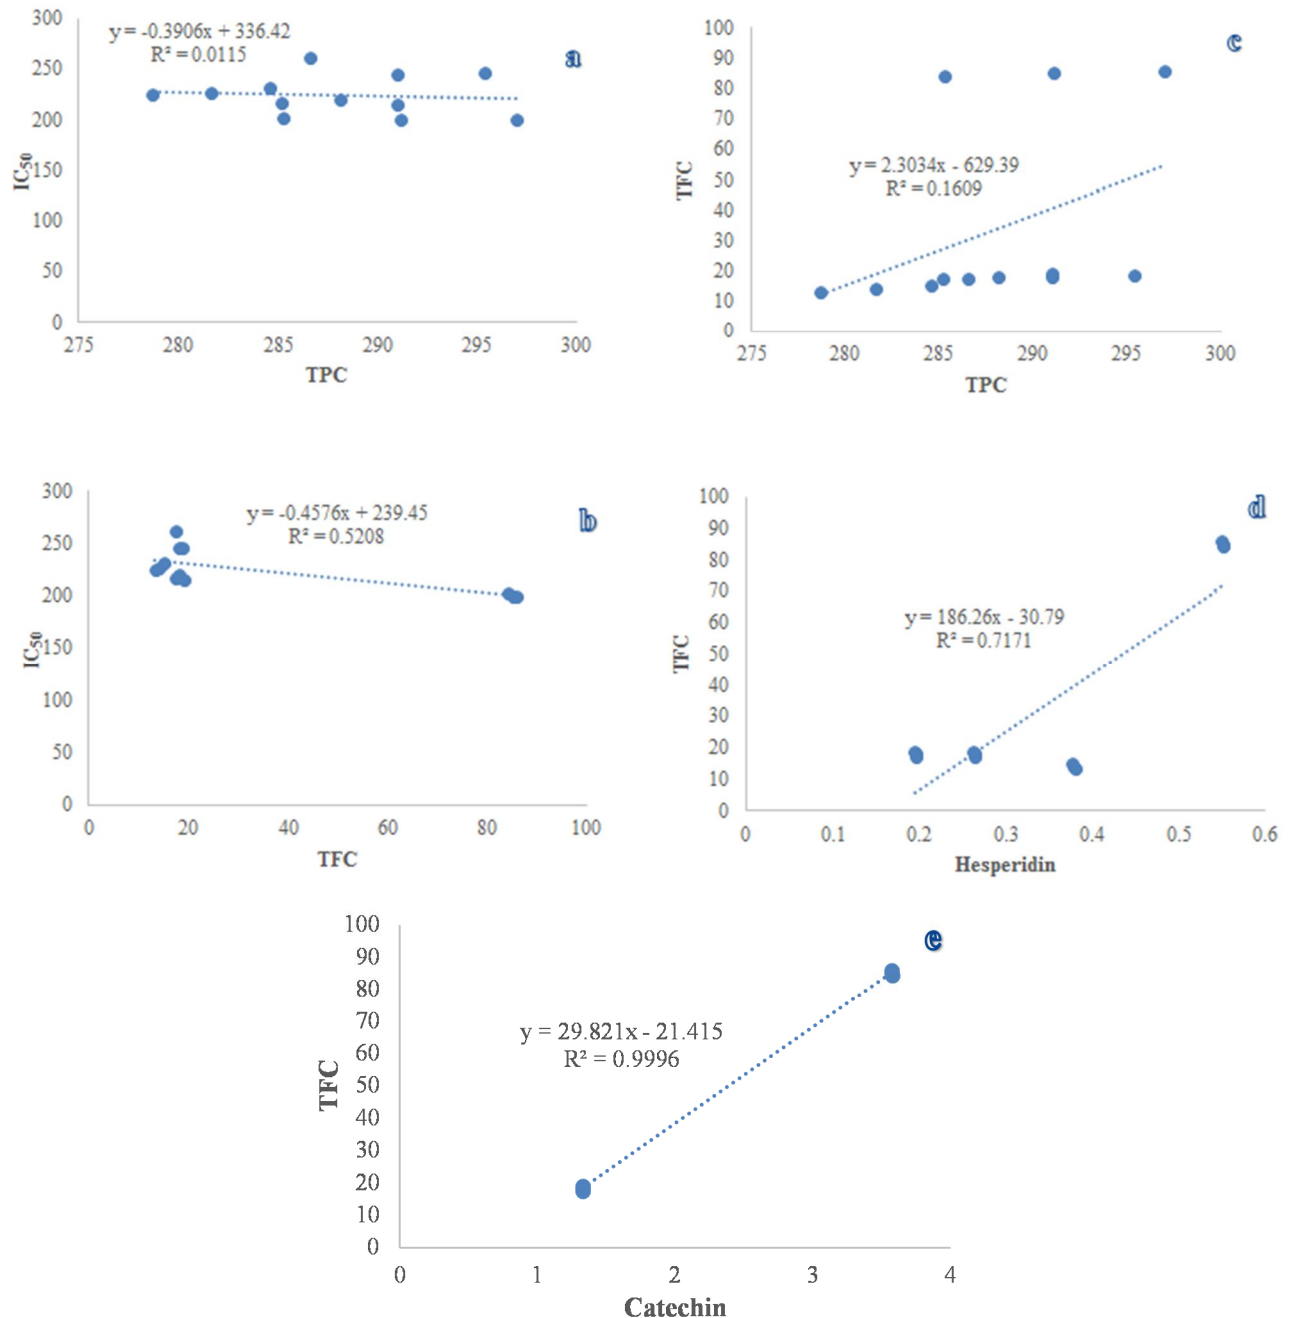 300
250
200
150
100
50
0
IC50
y = -0.3906x + 336.42
R² = 0.0115
a
275 280 285 290 295 300
TPC
100
90
80
70
60
50
40
30
20
10
0
TFC
y = 2.3034x - 629.39
R² = 0.1609
c
275 280 285 290 295 300
TPC
300
250
200
150
100
50
0
IC50
y = -0.4576x + 239.45
R² = 0.5208
b
0 20 40 60 80 100
TFC
100
90
80
70
60
50
40
30
20
10
0
TFC
y = 186.26x - 30.79
R² = 0.7171
d
0 0.1 0.2 0.3 0.4 0.5 0.6
Hesperidin
100
90
80
70
60
50
40
30
20
10
0
TFC
y = 29.821x - 21.415
R² = 0.9996
e
0 1 2 3 4
Catechin